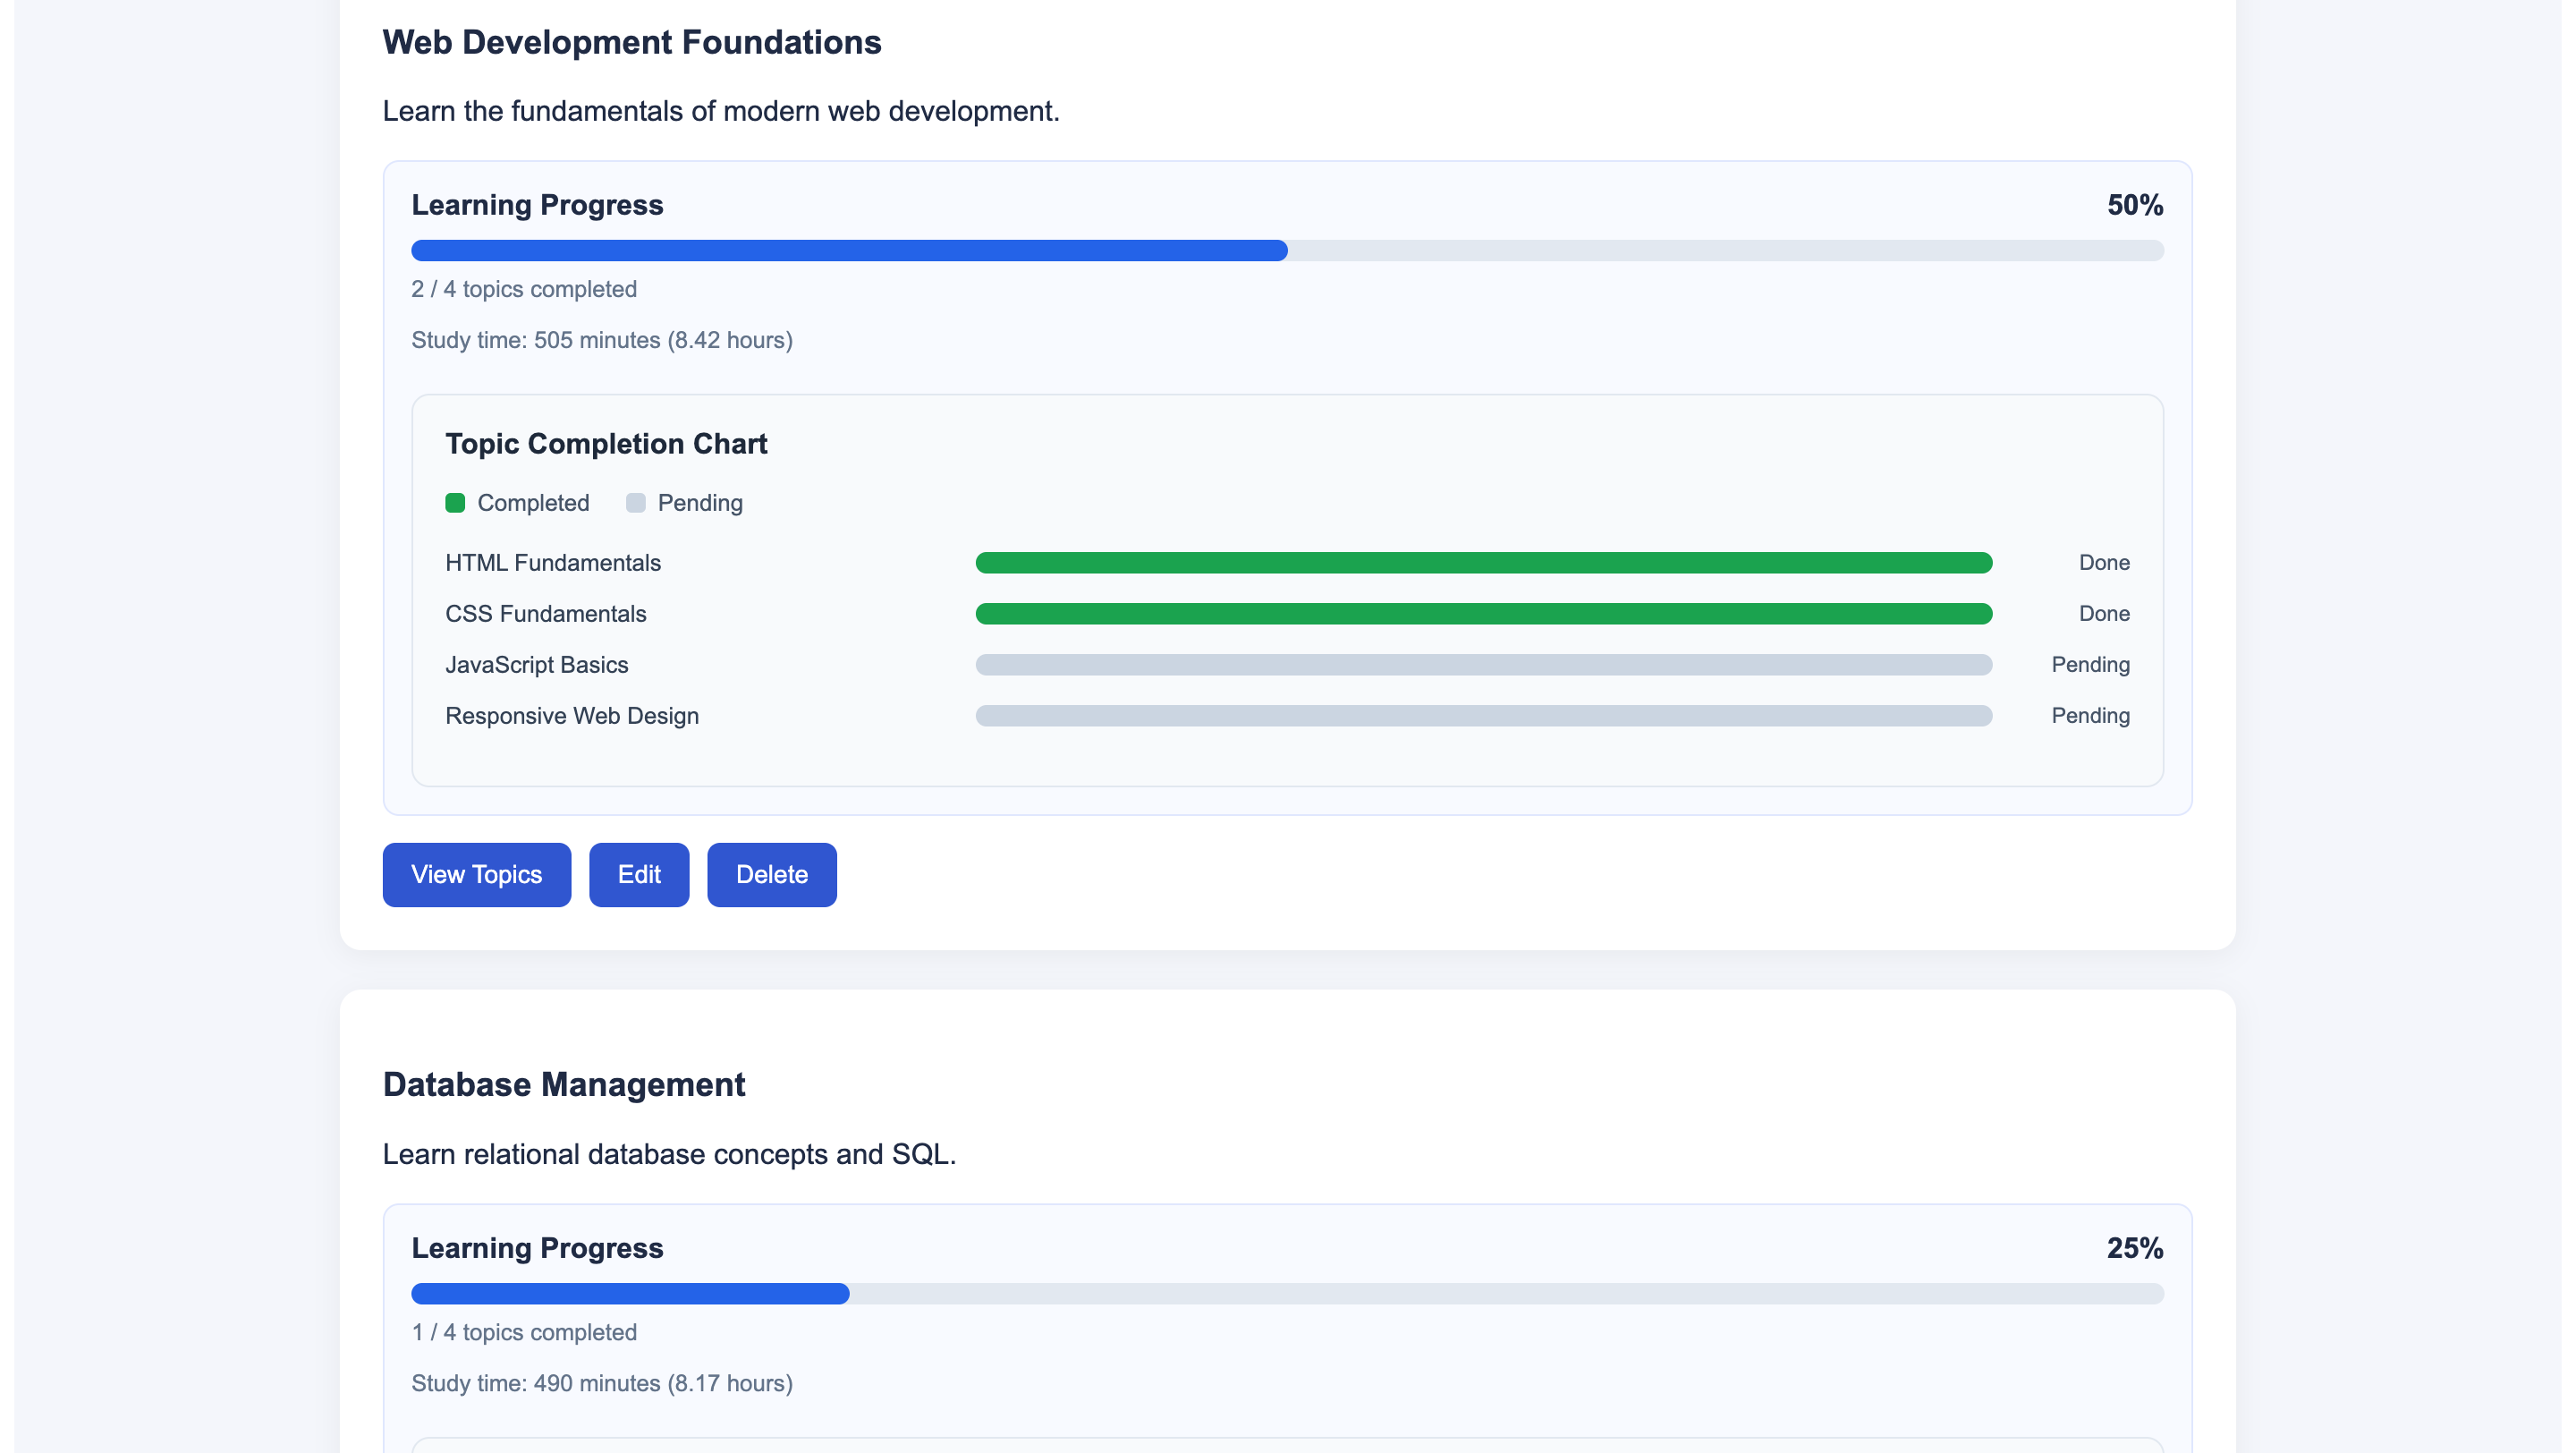 Web Development Foundations
Learn the fundamentals of modern web development.
Learning Progress 50%
2 / 4 topics completed
Study time: 505 minutes (8.42 hours)
Topic Completion Chart
Completed Pending
HTML Fundamentals Done
CSS Fundamentals Done
JavaScript Basics Pending
Responsive Web Design Pending
View Topics Edit Delete
Database Management
Learn relational database concepts and SQL.
Learning Progress 25%
1 / 4 topics completed
Study time: 490 minutes (8.17 hours)